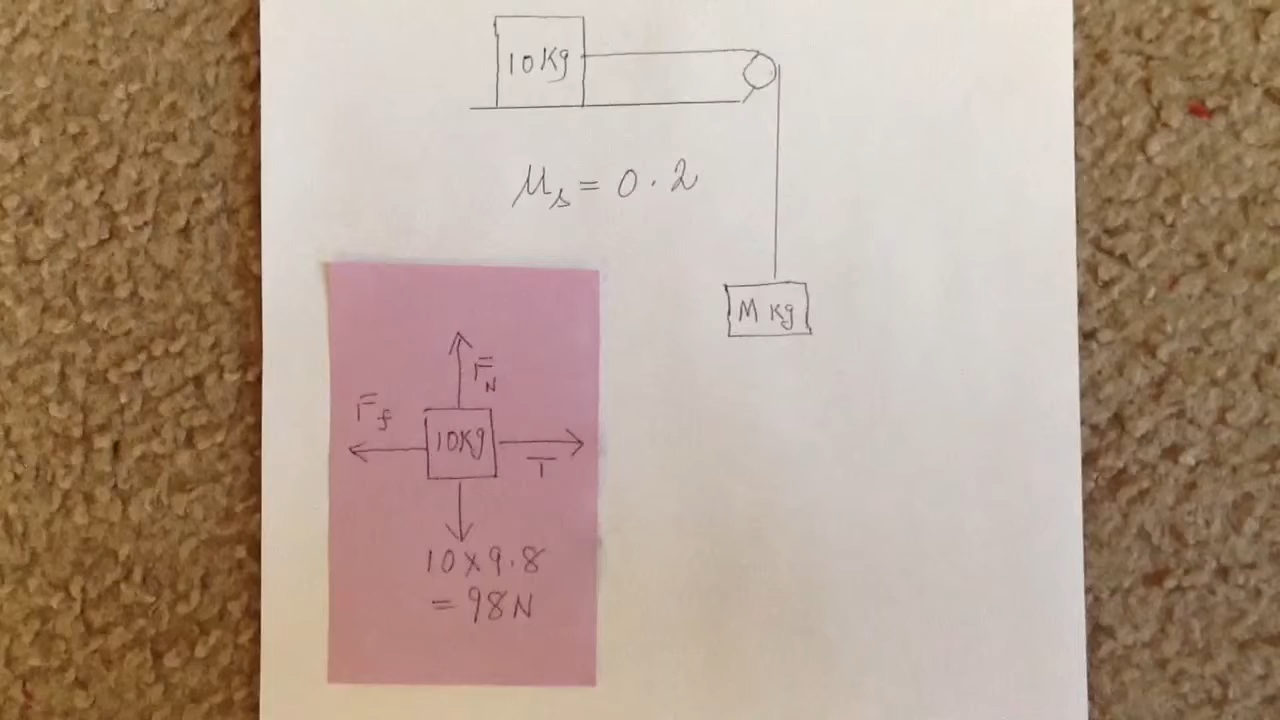 10Kg
μs = 0.2
M Kg
FN
Ff
10Kg
T
10×9.8
= 98N